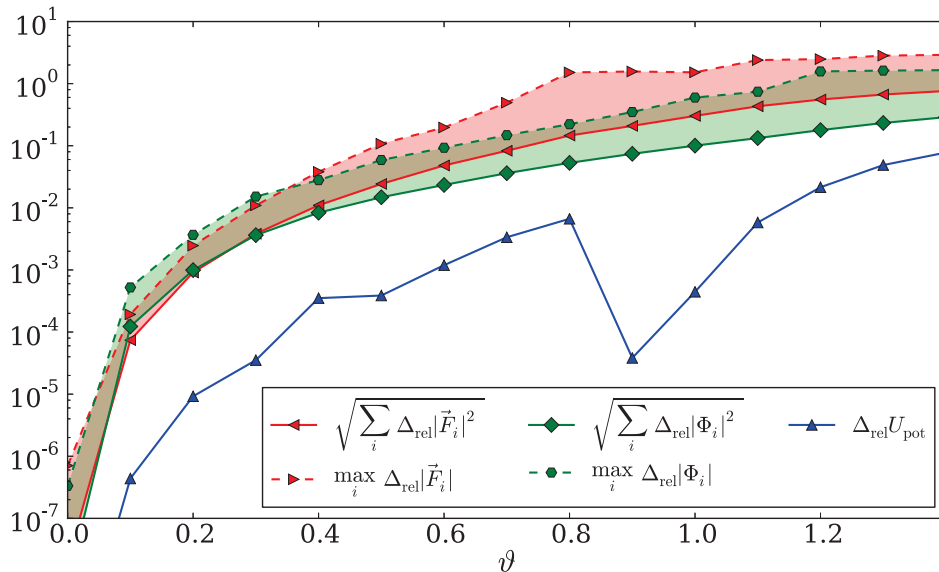 10^1
10^0
10^-1
10^-2
10^-3
10^-4
10^-5
10^-6
10^-7
0.0 0.2 0.4 0.6 0.8 1.0 1.2
ϑ
√∑_i Δ_rel|F⃗_i|^2
max_i Δ_rel|F⃗_i|
√∑_i Δ_rel|Φ_i|^2
max_i Δ_rel|Φ_i|
Δ_rel U_pot